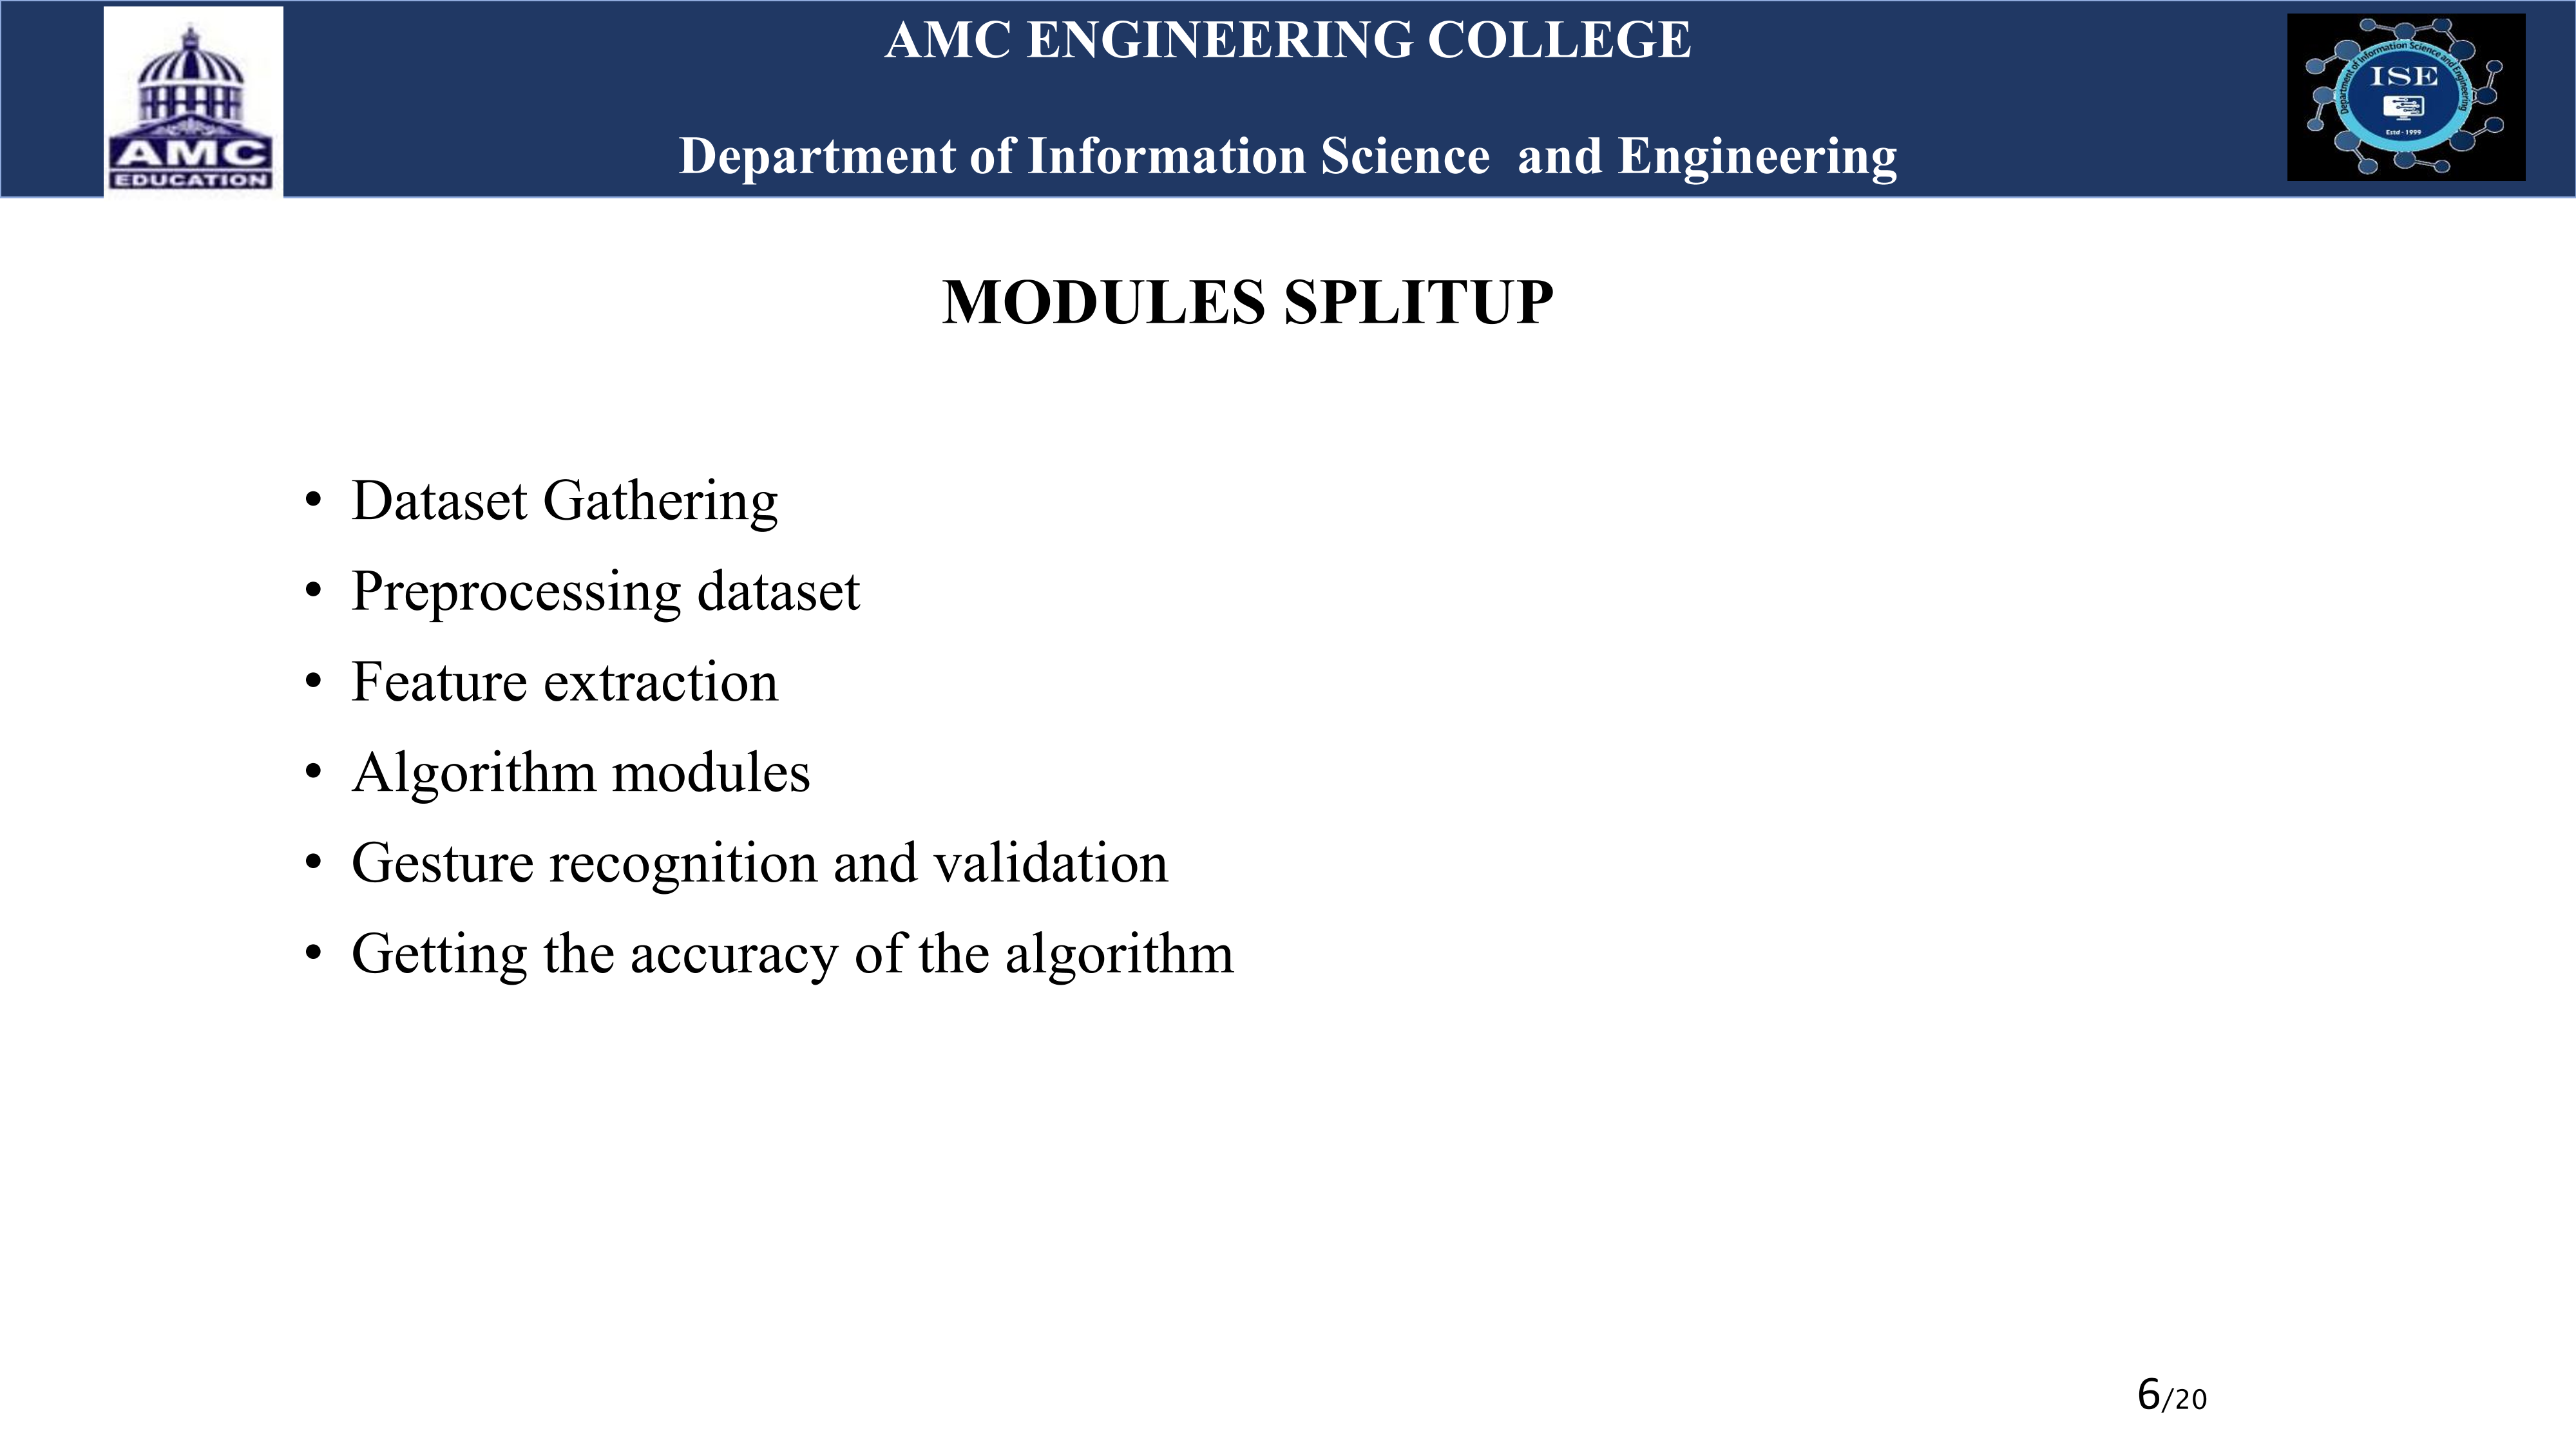 AMC ENGINEERING COLLEGE
Department of Information Science and Engineering
AMC
EDUCATION
Department of Information Science and Engineering
ISE
Estd - 1999
MODULES SPLITUP
• Dataset Gathering
• Preprocessing dataset
• Feature extraction
• Algorithm modules
• Gesture recognition and validation
• Getting the accuracy of the algorithm
6/20